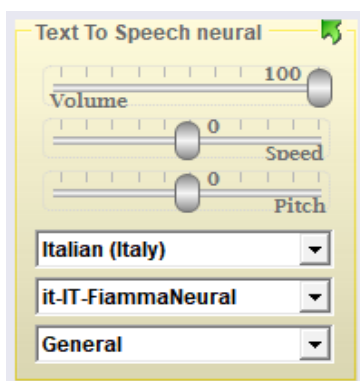 Text To Speech neural
100
Volume
0
Speed
0
Pitch
Italian (Italy)
it-IT-FiammaNeural
General